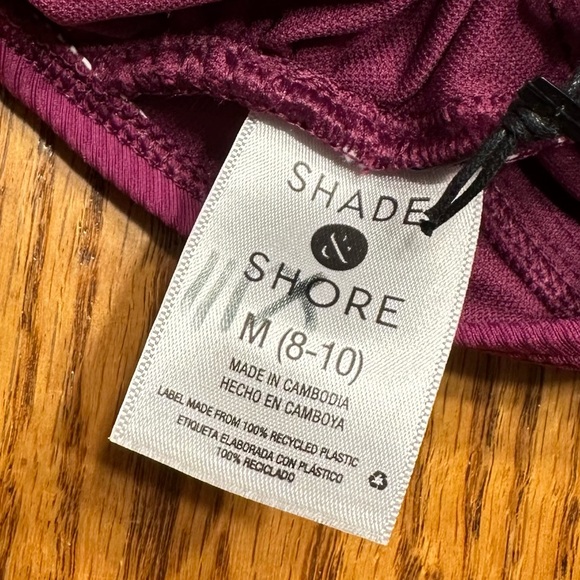 SHADE
&
SHORE
M (8-10)
MADE IN CAMBODIA
HECHO EN CAMBOYA
LABEL MADE FROM 100% RECYCLED PLASTIC
ETIQUETA ELABORADA CON PLÁSTICO
100% RECICLADO